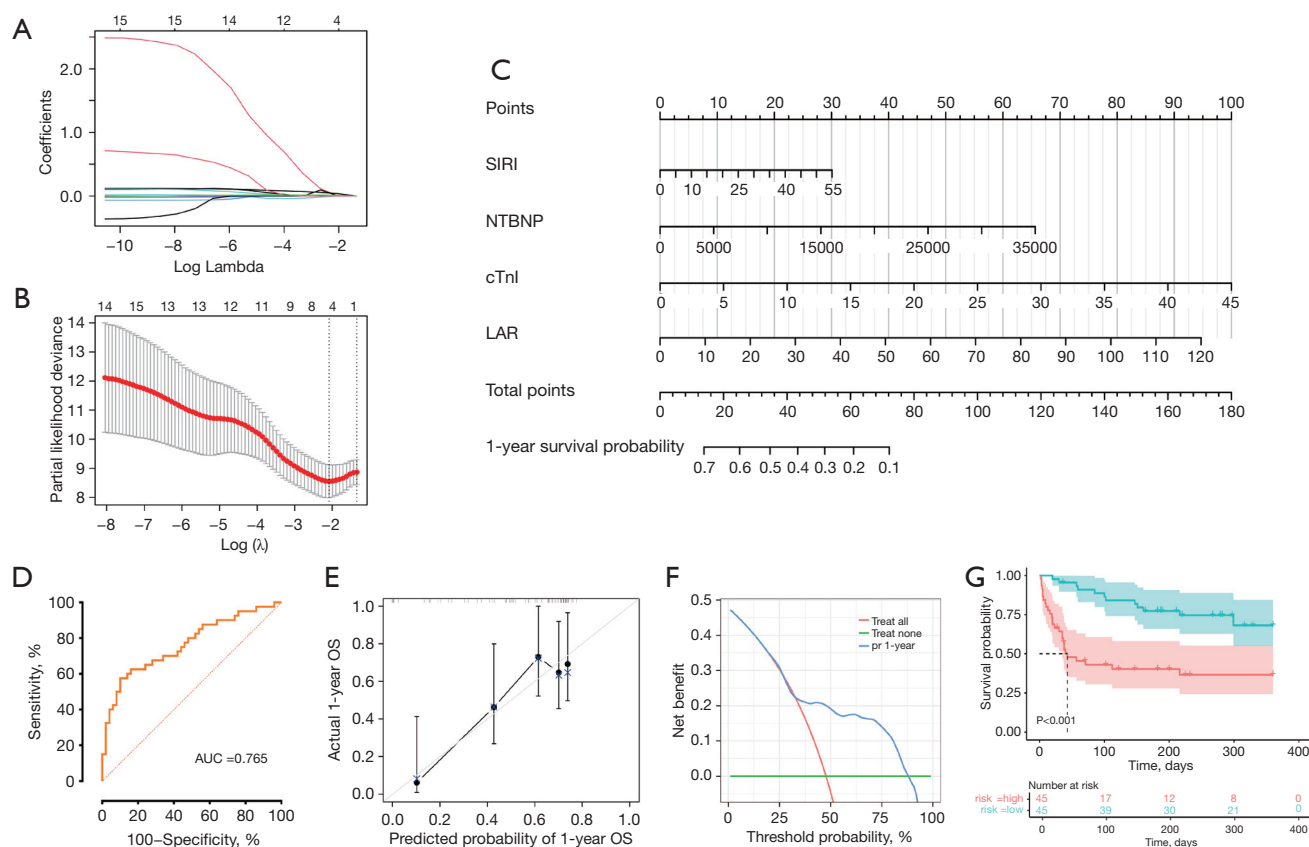 A
15 15 14 12 4
2.0
1.0
0.0
Coefficients
−10 −8 −6 −4 −2
Log Lambda
B
14 15 13 13 12 11 9 8 4 1
14
13
12
11
10
9
8
Partial likelihood deviance
−8 −7 −6 −5 −4 −3 −2
Log (λ)
C
Points
0 10 20 30 40 50 60 70 80 90 100
SIRI
0 10 25 40 55
NTBNP
0 5000 15000 25000 35000
cTnI
0 5 10 15 20 25 30 35 40 45
LAR
0 10 20 30 40 50 60 70 80 90 100 110 120
Total points
0 20 40 60 80 100 120 140 160 180
1-year survival probability
0.7 0.6 0.5 0.4 0.3 0.2 0.1
D
100
80
60
40
20
0
Sensitivity, %
AUC =0.765
0 20 40 60 80 100
100−Specificity, %
E
1.0
0.8
0.6
0.4
0.2
0.0
Actual 1-year OS
0.0 0.2 0.4 0.6 0.8 1.0
Predicted probability of 1-year OS
F
0.5
0.4
0.3
0.2
0.1
0.0
Net benefit
Treat all
Treat none
pr 1-year
0 25 50 75 100
Threshold probability, %
G
1.00
0.75
0.50
0.25
0.00
Survival probability
P<0.001
0 100 200 300 400
Time, days
Number at risk
risk =high 45 17 12 8 0
risk =low 45 39 30 21 0
0 100 200 300 400
Time, days